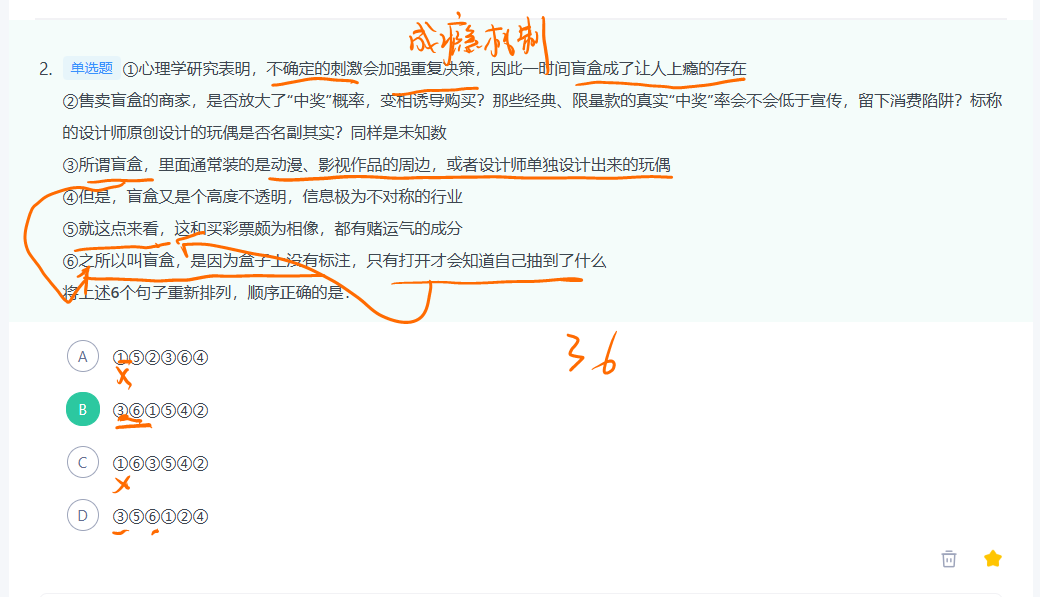 成瘾机制
2. 单选题 ①心理学研究表明，不确定的刺激会加强重复决策，因此一时间盲盒成了让人上瘾的存在
②售卖盲盒的商家，是否放大了“中奖”概率，变相诱导购买？那些经典、限量款的真实“中奖”率会不会低于宣传，留下消费陷阱？标称
的设计师原创设计的玩偶是否名副其实？同样是未知数
③所谓盲盒，里面通常装的是动漫、影视作品的周边，或者设计师单独设计出来的玩偶
④但是，盲盒又是个高度不透明，信息极为不对称的行业
⑤就这点来看，这和买彩票颇为相像，都有赌运气的成分
⑥之所以叫盲盒，是因为盒子上没有标注，只有打开才会知道自己抽到了什么
将上述6个句子重新排列，顺序正确的是：
36
A ①⑤②③⑥④
X
B ③⑥①⑤④②
C ①⑥③⑤④②
X
D ③⑤⑥①②④